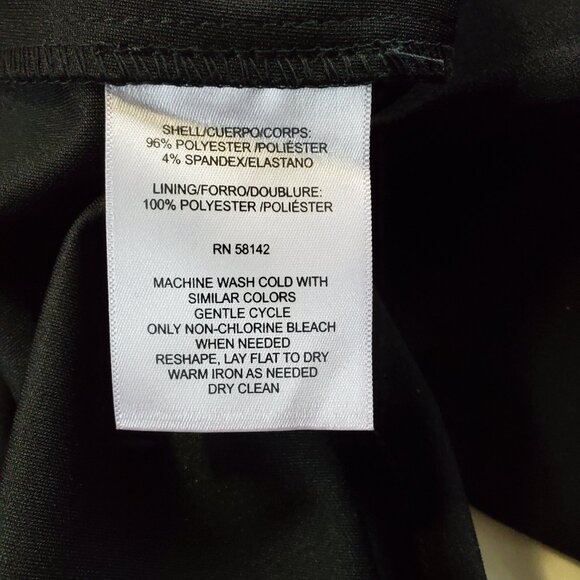 SHELL/CUERPO/CORPS:
96% POLYESTER /POLIÉSTER
4% SPANDEX/ELASTANO
LINING/FORRO/DOUBLURE:
100% POLYESTER /POLIÉSTER
RN 58142
MACHINE WASH COLD WITH
SIMILAR COLORS
GENTLE CYCLE
ONLY NON-CHLORINE BLEACH
WHEN NEEDED
RESHAPE, LAY FLAT TO DRY
WARM IRON AS NEEDED
DRY CLEAN